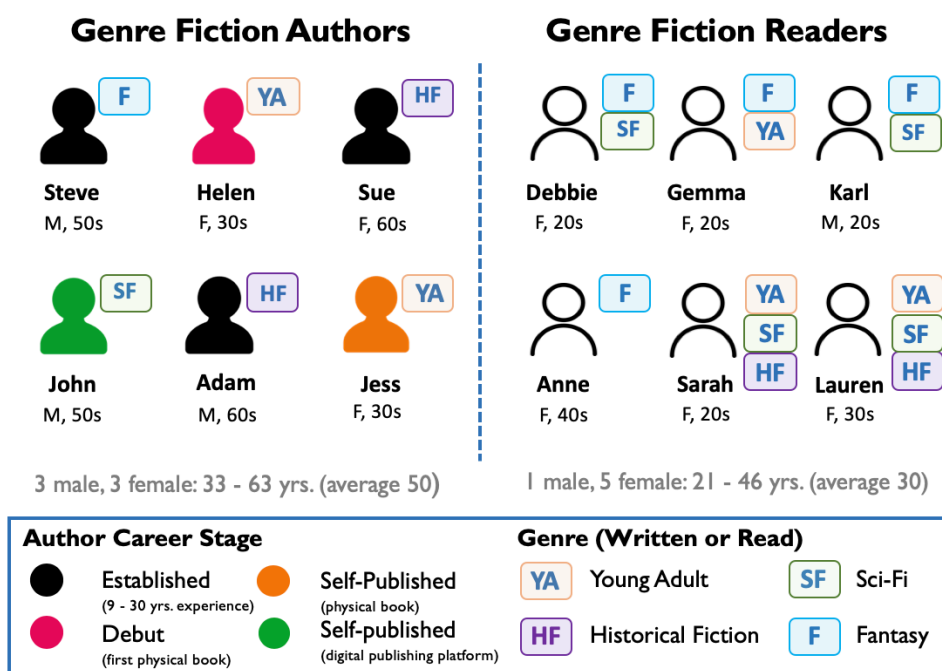 Genre Fiction Authors
Genre Fiction Readers
F
YA
HF
F
SF
F
YA
F
SF
Steve
Helen
Sue
Debbie
Gemma
Karl
M, 50s
F, 30s
F, 60s
F, 20s
F, 20s
M, 20s
SF
HF
YA
F
YA
SF
HF
YA
SF
HF
John
Adam
Jess
Anne
Sarah
Lauren
M, 50s
M, 60s
F, 30s
F, 40s
F, 20s
F, 30s
3 male, 3 female: 33 - 63 yrs. (average 50)
1 male, 5 female: 21 - 46 yrs. (average 30)
Author Career Stage
Established
(9 - 30 yrs. experience)
Self-Published
(physical book)
Debut
(first physical book)
Self-published
(digital publishing platform)
Genre (Written or Read)
YA
Young Adult
SF
Sci-Fi
HF
Historical Fiction
F
Fantasy